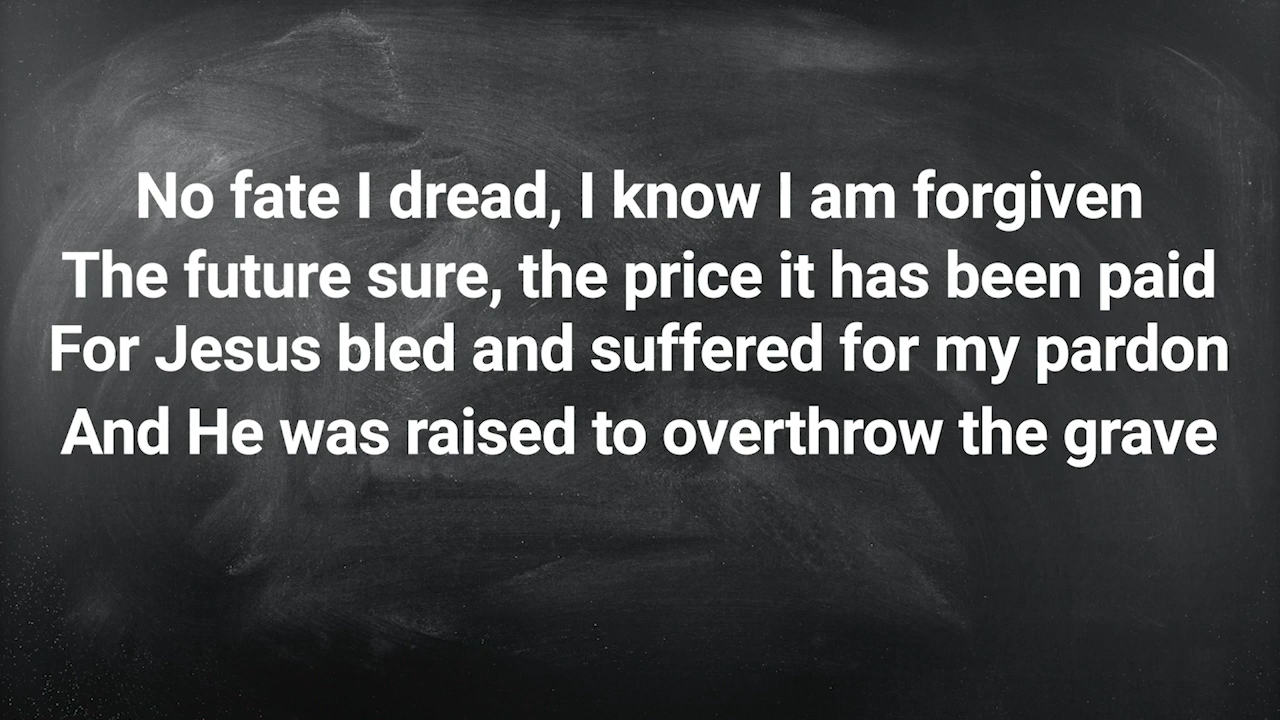 No fate I dread, I know I am forgiven
The future sure, the price it has been paid
For Jesus bled and suffered for my pardon
And He was raised to overthrow the grave